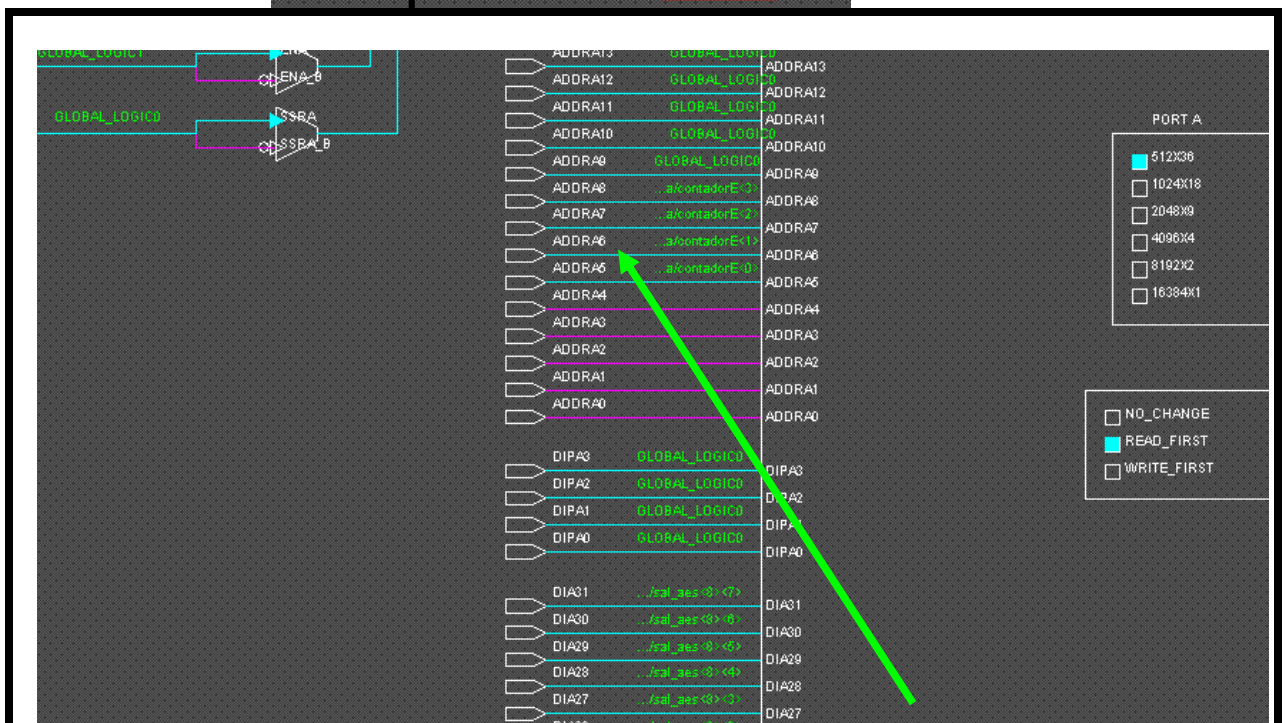 GLOBAL_LOGIC1
ENA
ENA_B
GLOBAL_LOGIC0
SSRA
SSRA_B
ADDRA13 GLOBAL_LOGIC0
ADDRA13
ADDRA12 GLOBAL_LOGIC0
ADDRA12
ADDRA11 GLOBAL_LOGIC0
ADDRA11
ADDRA10 GLOBAL_LOGIC0
ADDRA10
ADDRA9 GLOBAL_LOGIC0
ADDRA9
ADDRA8 ...a/contadorE<3>
ADDRA8
ADDRA7 ...a/contadorE<2>
ADDRA7
ADDRA6 ...a/contadorE<1>
ADDRA6
ADDRA5 ...a/contadorE<0>
ADDRA5
ADDRA4
ADDRA4
ADDRA3
ADDRA3
ADDRA2
ADDRA2
ADDRA1
ADDRA1
ADDRA0
ADDRA0
DIPA3 GLOBAL_LOGIC0
DIPA3
DIPA2 GLOBAL_LOGIC0
DIPA2
DIPA1 GLOBAL_LOGIC0
DIPA1
DIPA0 GLOBAL_LOGIC0
DIPA0
DIA31 .../sal_aes<8><7>
DIA31
DIA30 .../sal_aes<8><6>
DIA30
DIA29 .../sal_aes<8><5>
DIA29
DIA28 .../sal_aes<8><4>
DIA28
DIA27 .../sal_aes<8><3>
DIA27
PORT A
512X36
1024X18
2048X9
4096X4
8192X2
16384X1
NO_CHANGE
READ_FIRST
WRITE_FIRST